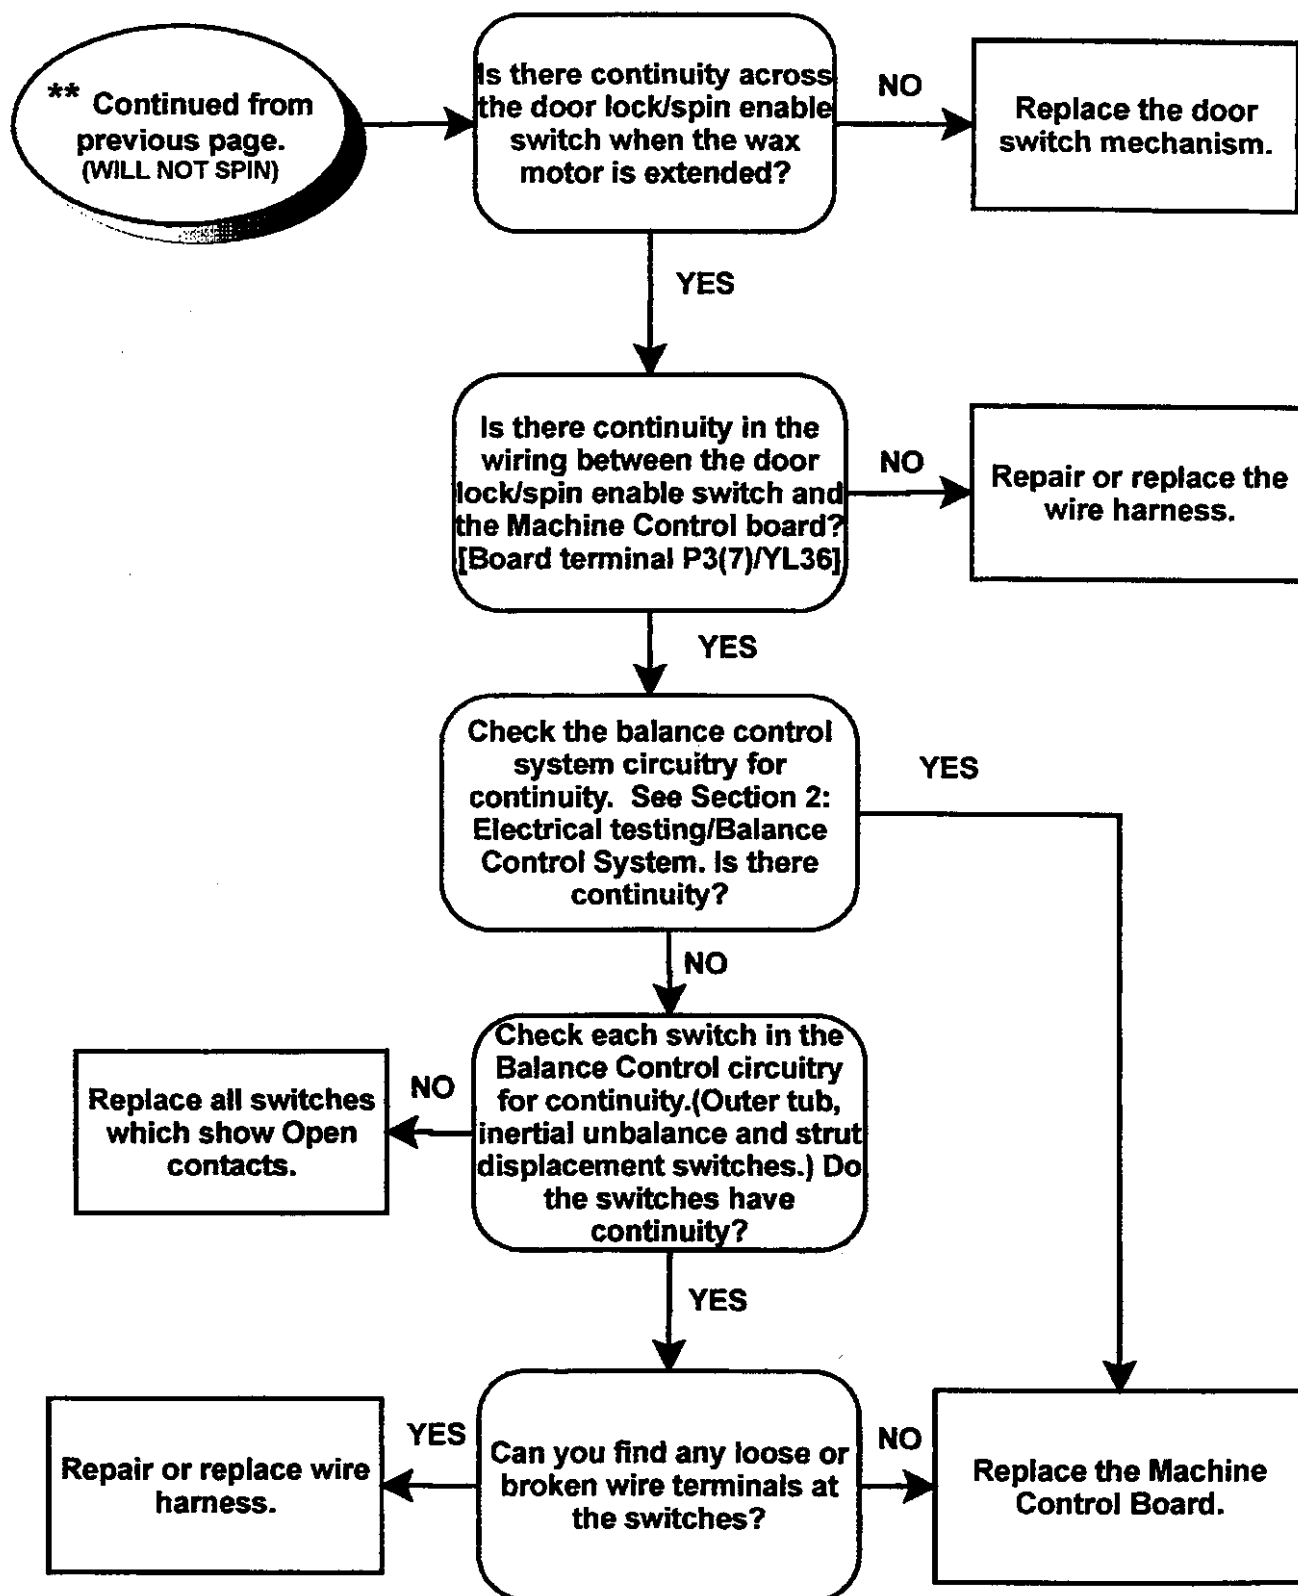 ** Continued from
previous page.
(WILL NOT SPIN)
Is there continuity across
the door lock/spin enable
switch when the wax
motor is extended?
NO
Replace the door
switch mechanism.
YES
Is there continuity in the
wiring between the door
lock/spin enable switch and
the Machine Control board?
[Board terminal P3(7)/YL36]
NO
Repair or replace the
wire harness.
YES
Check the balance control
system circuitry for
continuity. See Section 2:
Electrical testing/Balance
Control System. Is there
continuity?
YES
NO
Check each switch in the
Balance Control circuitry
for continuity.(Outer tub,
inertial unbalance and strut
displacement switches.) Do
the switches have
continuity?
NO
Replace all switches
which show Open
contacts.
YES
Can you find any loose or
broken wire terminals at
the switches?
YES
Repair or replace wire
harness.
NO
Replace the Machine
Control Board.